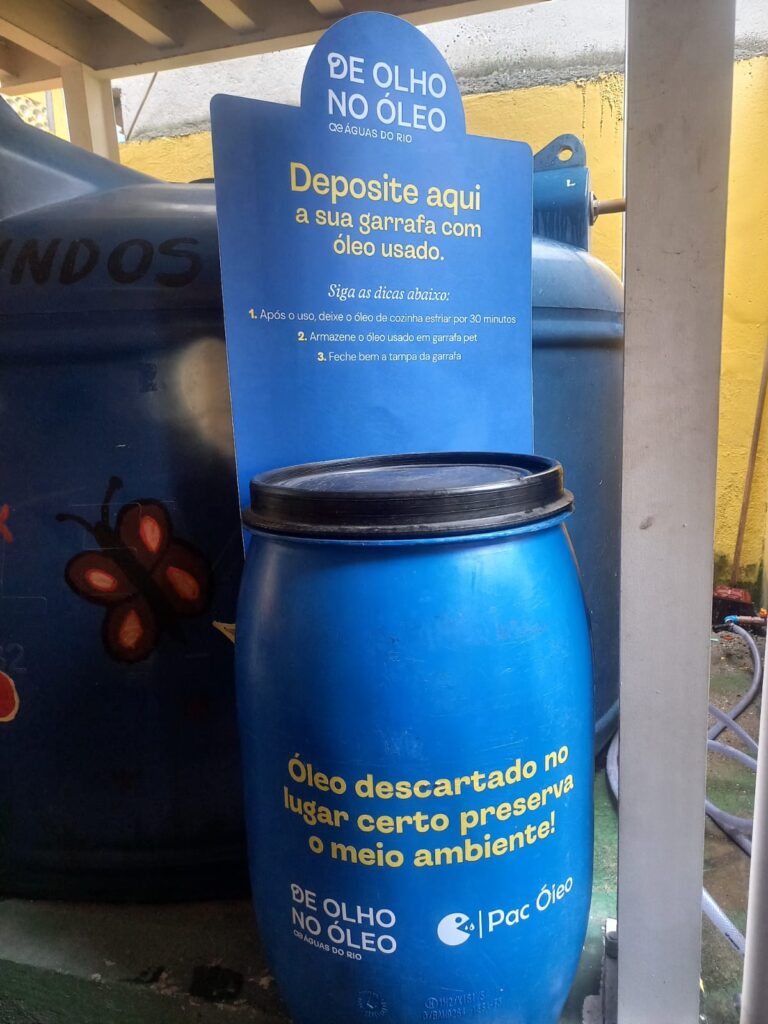 DE OLHO
NO ÓLEO
ÁGUAS DO RIO
Deposite aqui
a sua garrafa com
óleo usado.
Siga as dicas abaixo:
1. Após o uso, deixe o óleo de cozinha esfriar por 30 minutos
2. Armazene o óleo usado em garrafa pet
3. Feche bem a tampa da garrafa
NDOS
Óleo descartado no
lugar certo preserva
o meio ambiente!
DE OLHO
NO ÓLEO
ÁGUAS DO RIO
Pac Óleo